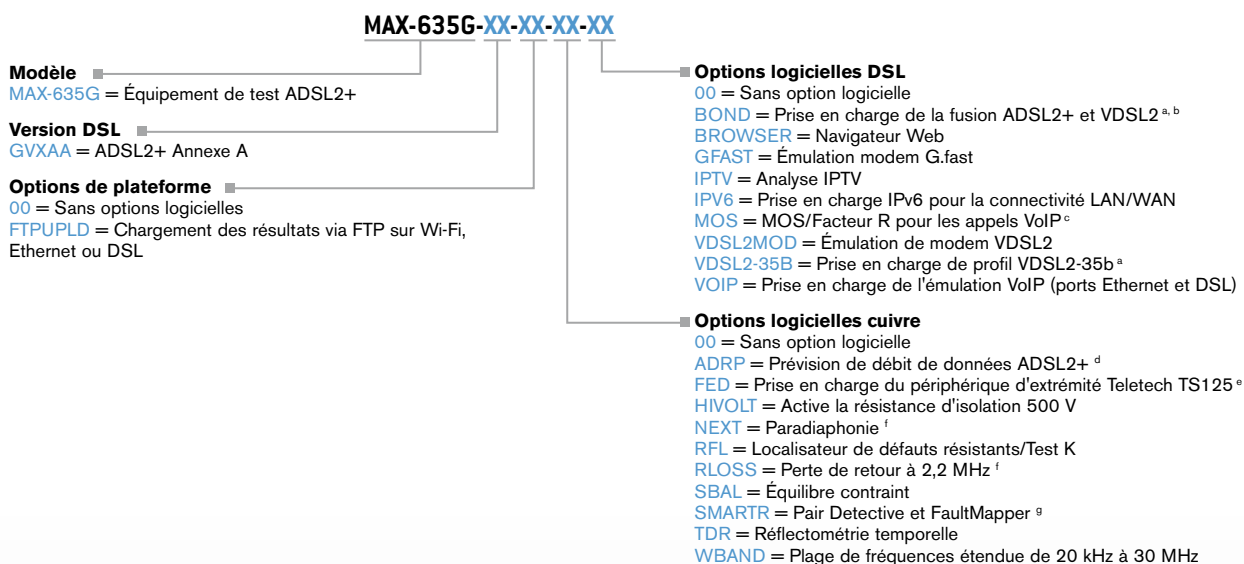 MAX-635G-XX-XX-XX-XX
Modèle
MAX-635G = Équipement de test ADSL2+
Version DSL
GVXAA = ADSL2+ Annexe A
Options de plateforme
00 = Sans options logicielles
FTPUPLD = Chargement des résultats via FTP sur Wi-Fi,
Ethernet ou DSL
Options logicielles DSL
00 = Sans option logicielle
BOND = Prise en charge de la fusion ADSL2+ et VDSL2 a, b
BROWSER = Navigateur Web
GFAST = Émulation modem G.fast
IPTV = Analyse IPTV
IPV6 = Prise en charge IPv6 pour la connectivité LAN/WAN
MOS = MOS/Facteur R pour les appels VoIP c
VDSL2MOD = Émulation de modem VDSL2
VDSL2-35B = Prise en charge de profil VDSL2-35b a
VOIP = Prise en charge de l'émulation VoIP (ports Ethernet et DSL)
Options logicielles cuivre
00 = Sans option logicielle
ADRP = Prévision de débit de données ADSL2+ d
FED = Prise en charge du périphérique d'extrémité Teletech TS125 e
HIVOLT = Active la résistance d'isolation 500 V
NEXT = Paradiaphonie f
RFL = Localisateur de défauts résistants/Test K
RLOSS = Perte de retour à 2,2 MHz f
SBAL = Équilibre contraint
SMARTR = Pair Detective et FaultMapper g
TDR = Réflectométrie temporelle
WBAND = Plage de fréquences étendue de 20 kHz à 30 MHz